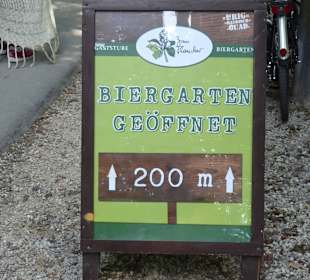 GASTSTUBE
BIERGARTEN
BIERGARTEN
GEÖFFNET
200 m